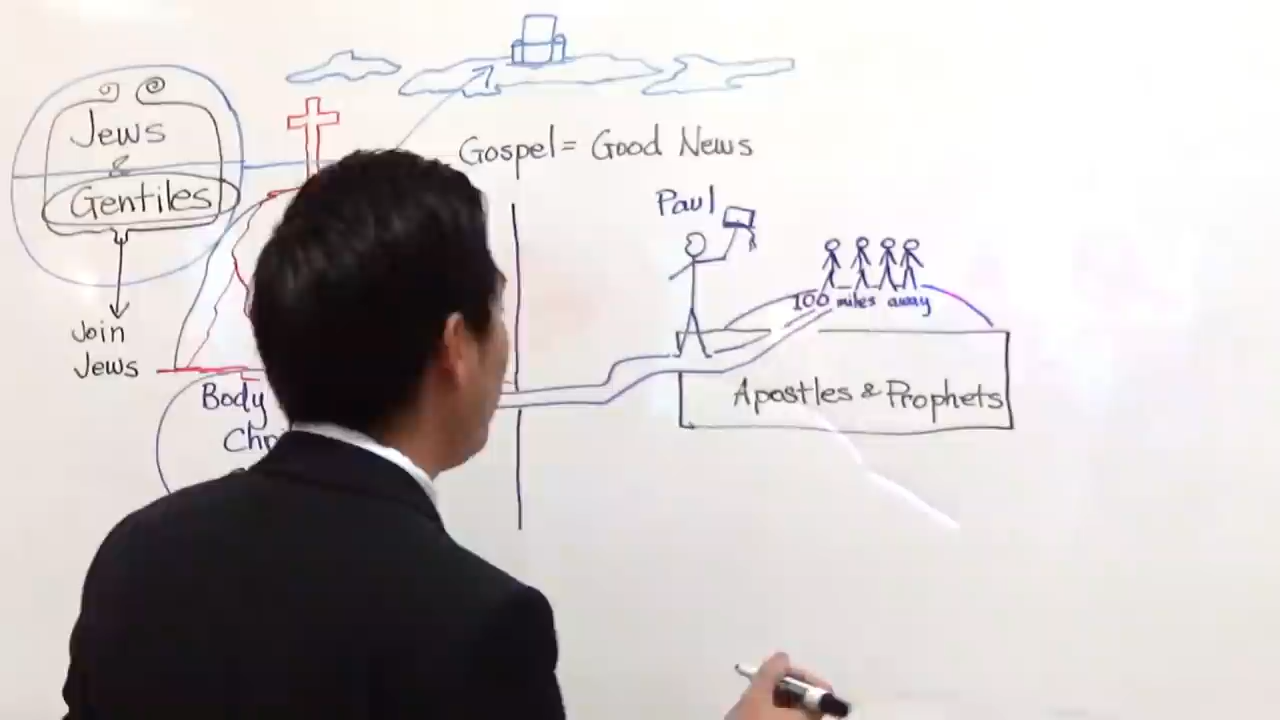 Jews
&
Gentiles
Join
Jews
Body
Gospel = Good News
Paul
100 miles away
Apostles & Prophets